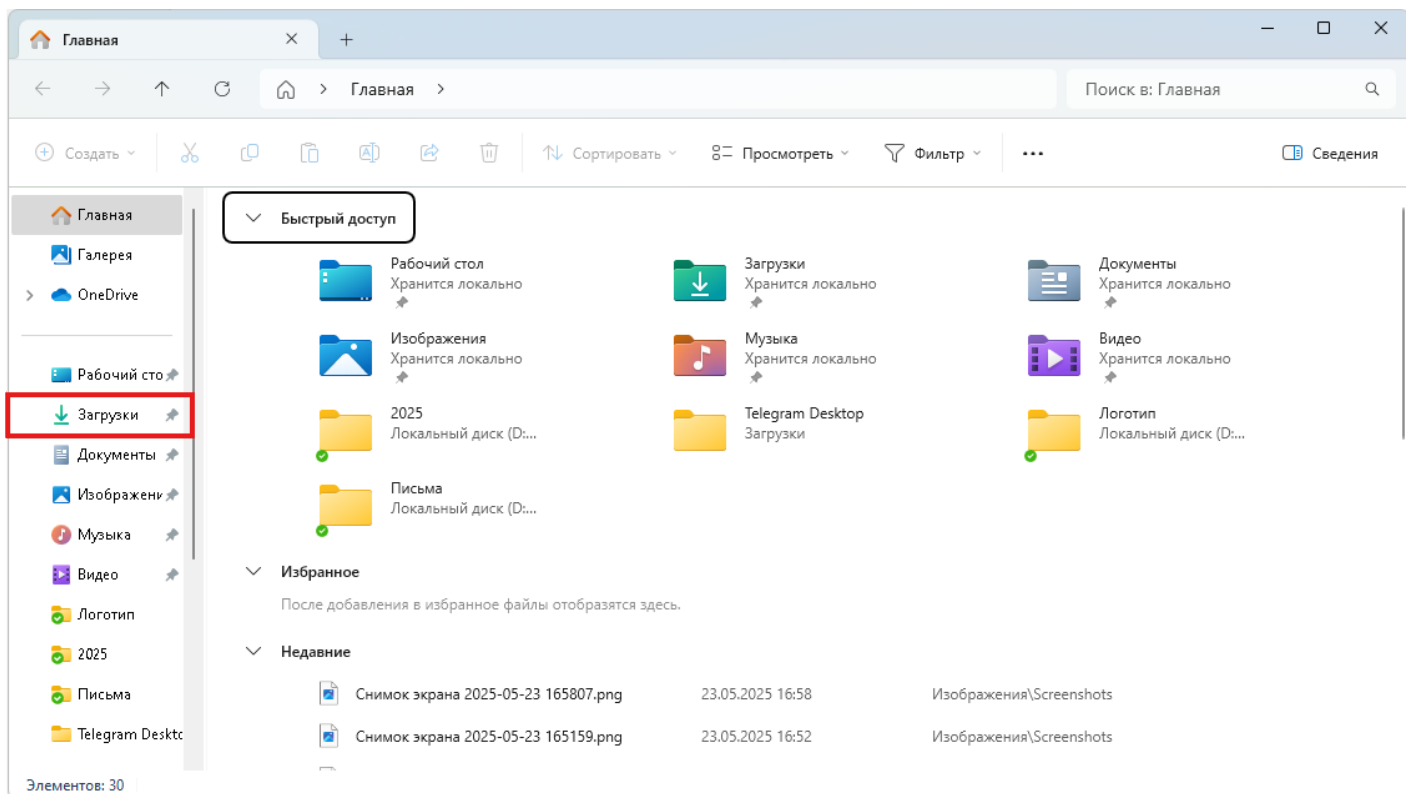 Главная
Главная
Поиск в: Главная
Создать
Сортировать
Просмотреть
Фильтр
Сведения
Главная
Галерея
OneDrive
Рабочий сто
Загрузки
Документы
Изображени
Музыка
Видео
Логотип
2025
Письма
Telegram Deskto
Быстрый доступ
Рабочий стол
Хранится локально
Загрузки
Хранится локально
Документы
Хранится локально
Изображения
Хранится локально
Музыка
Хранится локально
Видео
Хранится локально
2025
Локальный диск (D:...
Telegram Desktop
Загрузки
Логотип
Локальный диск (D:...
Письма
Локальный диск (D:...
Избранное
После добавления в избранное файлы отобразятся здесь.
Недавние
Снимок экрана 2025-05-23 165807.png 23.05.2025 16:58 Изображения\Screenshots
Снимок экрана 2025-05-23 165159.png 23.05.2025 16:52 Изображения\Screenshots
Элементов: 30